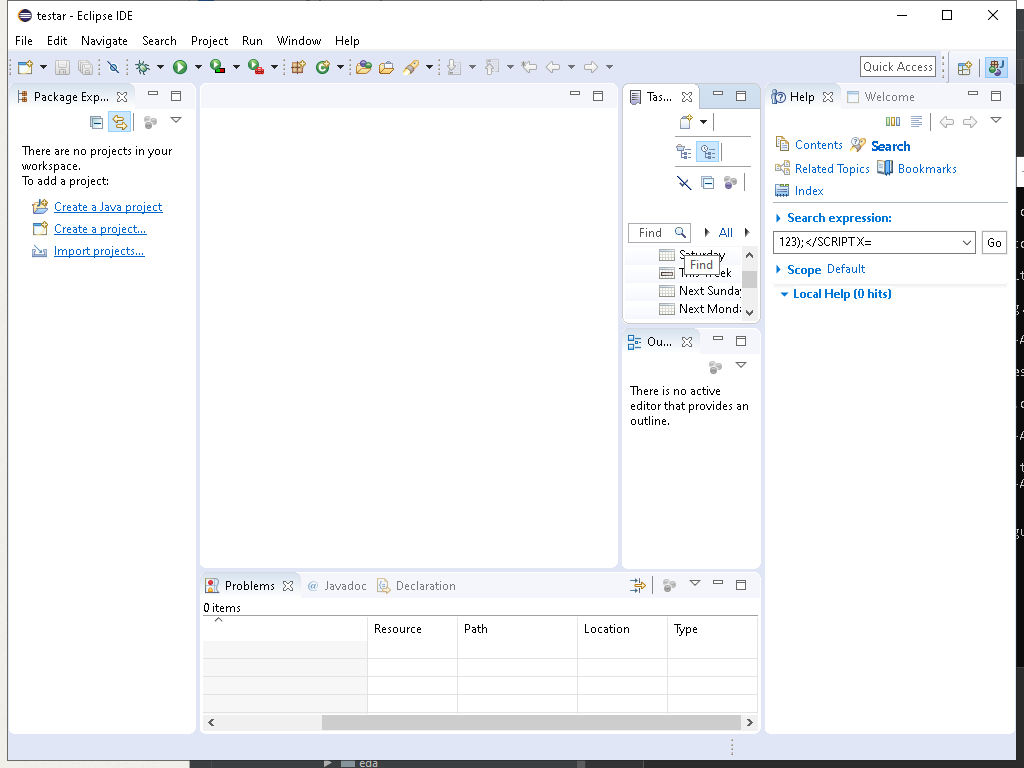 testar - Eclipse IDE
File Edit Navigate Search Project Run Window Help
Quick Access
Package Exp...
There are no projects in your
workspace.
To add a project:
Create a Java project
Create a project...
Import projects...
Tas...
Find
All
Saturday
Find
This Week
Next Sunday
Next Monda
Ou...
There is no active
editor that provides an
outline.
Help Welcome
Contents Search
Related Topics Bookmarks
Index
Search expression:
123);</SCRIPTX=
Go
Scope Default
Local Help (0 hits)
Problems @ Javadoc Declaration
0 items
Resource Path Location Type
eda